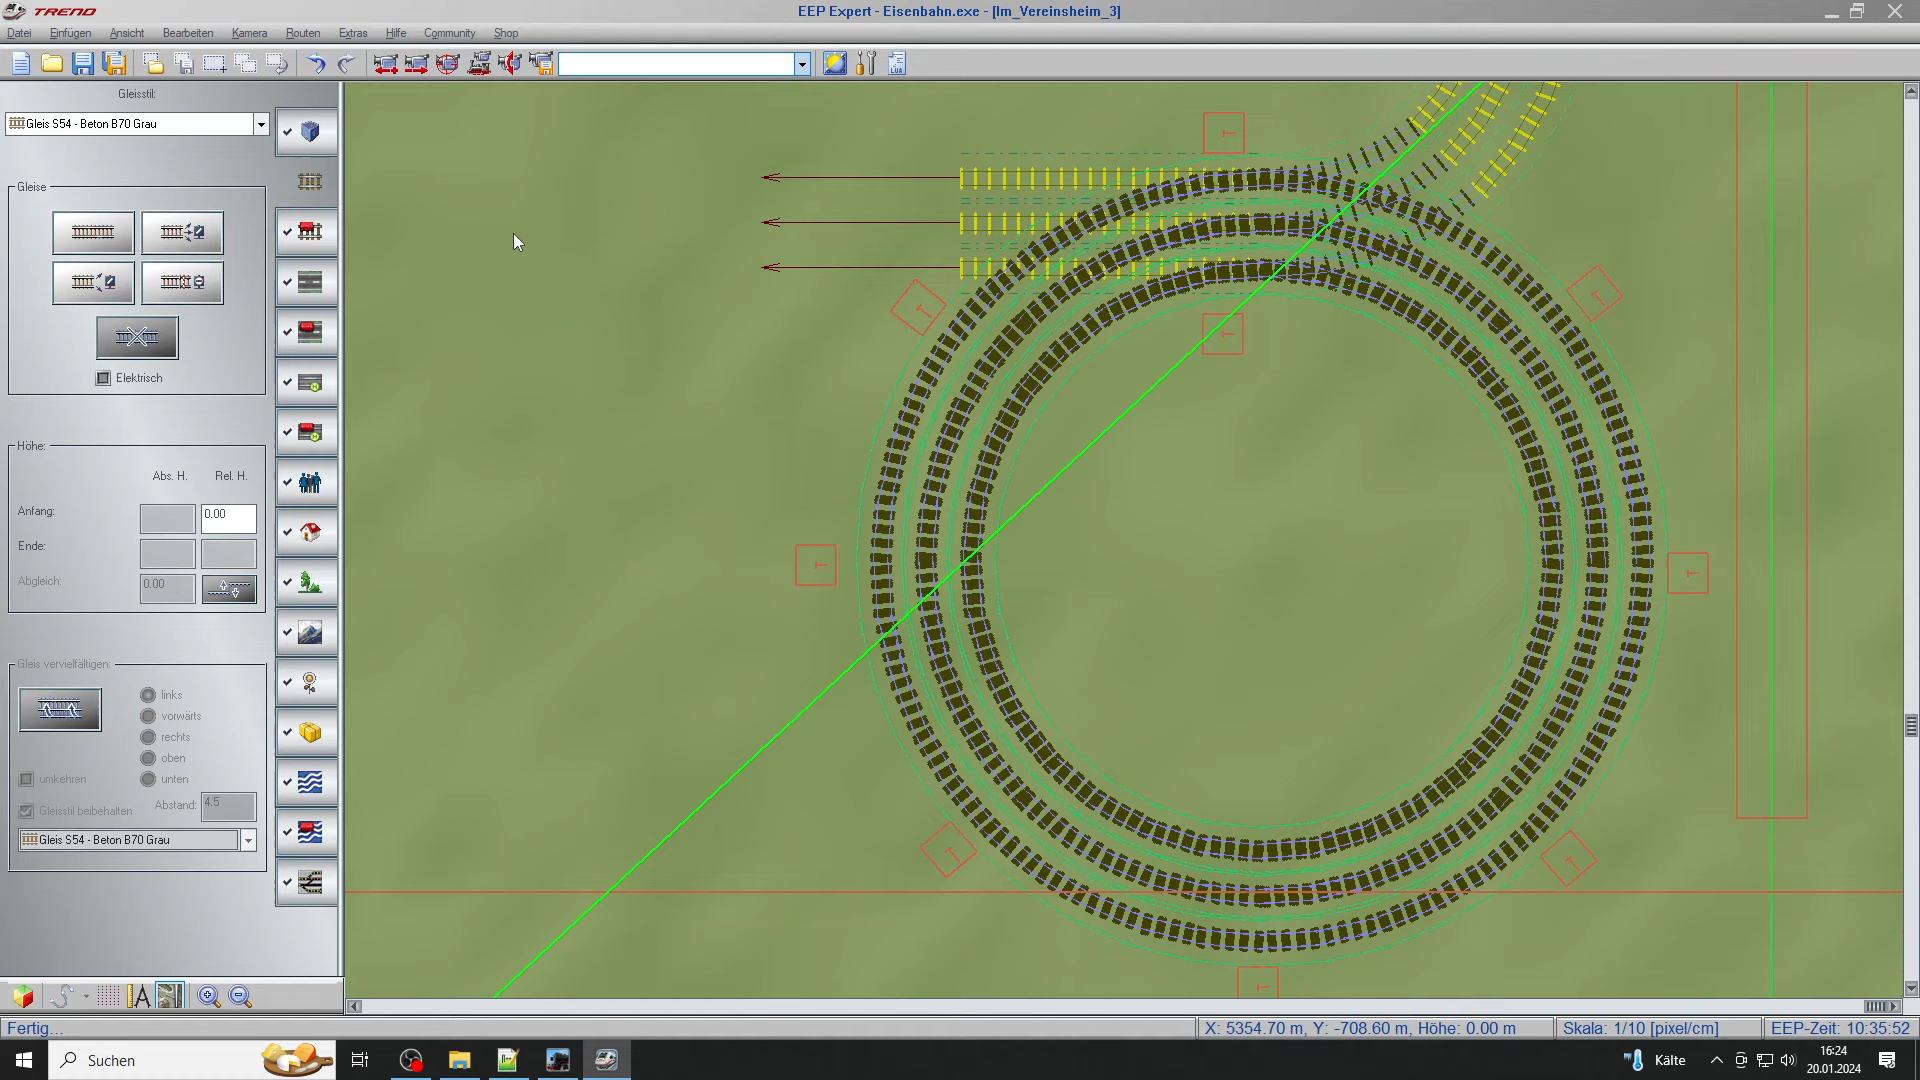 TREND
EEP Expert - Eisenbahn.exe - [Im_Vereinsheim_3]
Datei Einfügen Ansicht Bearbeiten Kamera Routen Extras Hilfe Community Shop
Gleisstil:
Gleis S54 - Beton B70 Grau
Gleise
Elektrisch
Höhe:
Abs. H. Rel. H.
Anfang: 0.00
Ende:
Abgleich: 0.00
Gleis vervielfältigen:
links
vorwärts
rechts
oben
umkehren unten
Gleisstil beibehalten Abstand: 4.5
Gleis S54 - Beton B70 Grau
Fertig...
X: 5354.70 m, Y: -708.60 m, Höhe: 0.00 m
Skala: 1/10 [pixel/cm]
EEP-Zeit: 10:35:52
Suchen
Kälte
16:24
20.01.2024